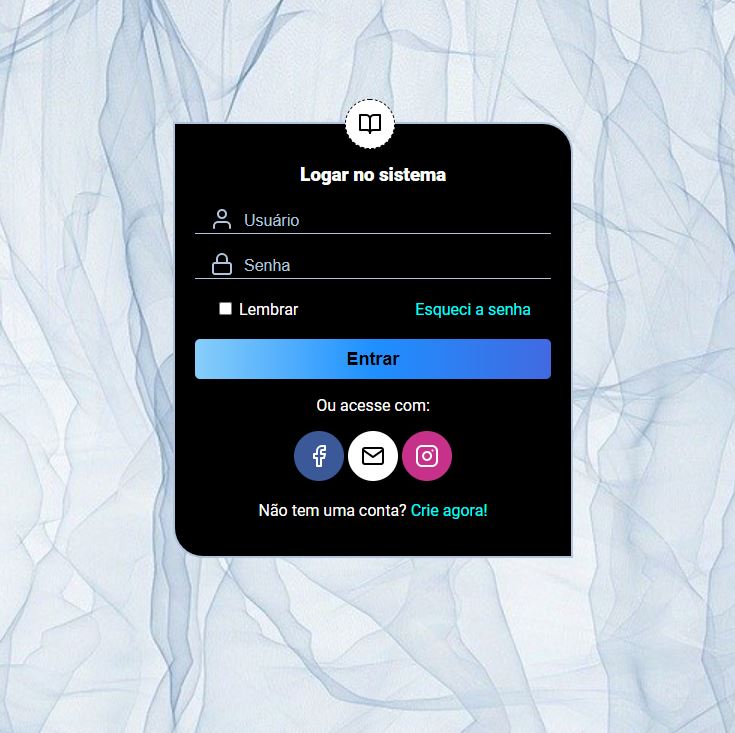 Logar no sistema
Usuário
Senha
Lembrar
Esqueci a senha
Entrar
Ou acesse com:
Não tem uma conta? Crie agora!